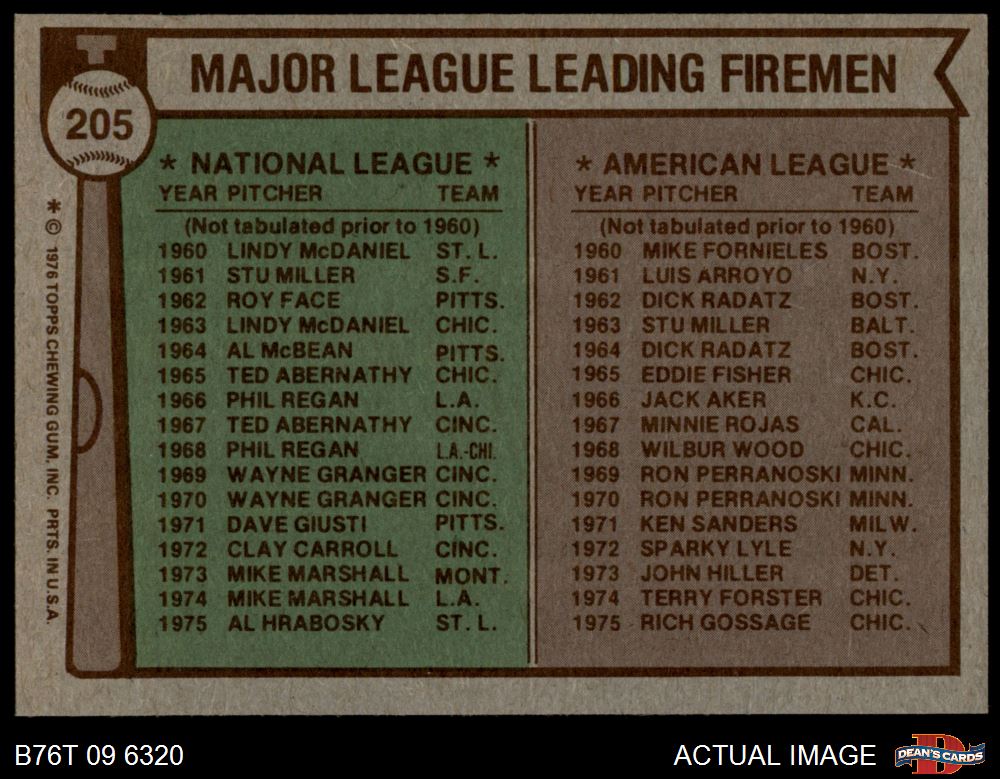 MAJOR LEAGUE LEADING FIREMEN
205
* NATIONAL LEAGUE *
YEAR PITCHER TEAM
(Not tabulated prior to 1960)
1960 LINDY McDANIEL ST. L.
1961 STU MILLER S.F.
1962 ROY FACE PITTS.
1963 LINDY McDANIEL CHIC.
1964 AL McBEAN PITTS.
1965 TED ABERNATHY CHIC.
1966 PHIL REGAN L.A.
1967 TED ABERNATHY CINC.
1968 PHIL REGAN L.A.-CHI.
1969 WAYNE GRANGER CINC.
1970 WAYNE GRANGER CINC.
1971 DAVE GIUSTI PITTS.
1972 CLAY CARROLL CINC.
1973 MIKE MARSHALL MONT.
1974 MIKE MARSHALL L.A.
1975 AL HRABOSKY ST. L.
* AMERICAN LEAGUE *
YEAR PITCHER TEAM
(Not tabulated prior to 1960)
1960 MIKE FORNIELES BOST.
1961 LUIS ARROYO N.Y.
1962 DICK RADATZ BOST.
1963 STU MILLER BALT.
1964 DICK RADATZ BOST.
1965 EDDIE FISHER CHIC.
1966 JACK AKER K.C.
1967 MINNIE ROJAS CAL.
1968 WILBUR WOOD CHIC.
1969 RON PERRANOSKI MINN.
1970 RON PERRANOSKI MINN.
1971 KEN SANDERS MILW.
1972 SPARKY LYLE N.Y.
1973 JOHN HILLER DET.
1974 TERRY FORSTER CHIC.
1975 RICH GOSSAGE CHIC.
* © 1976 TOPPS CHEWING GUM, INC. PRTS. IN U.S.A.
B76T 09 6320
ACTUAL IMAGE
D
DEAN'S CARDS